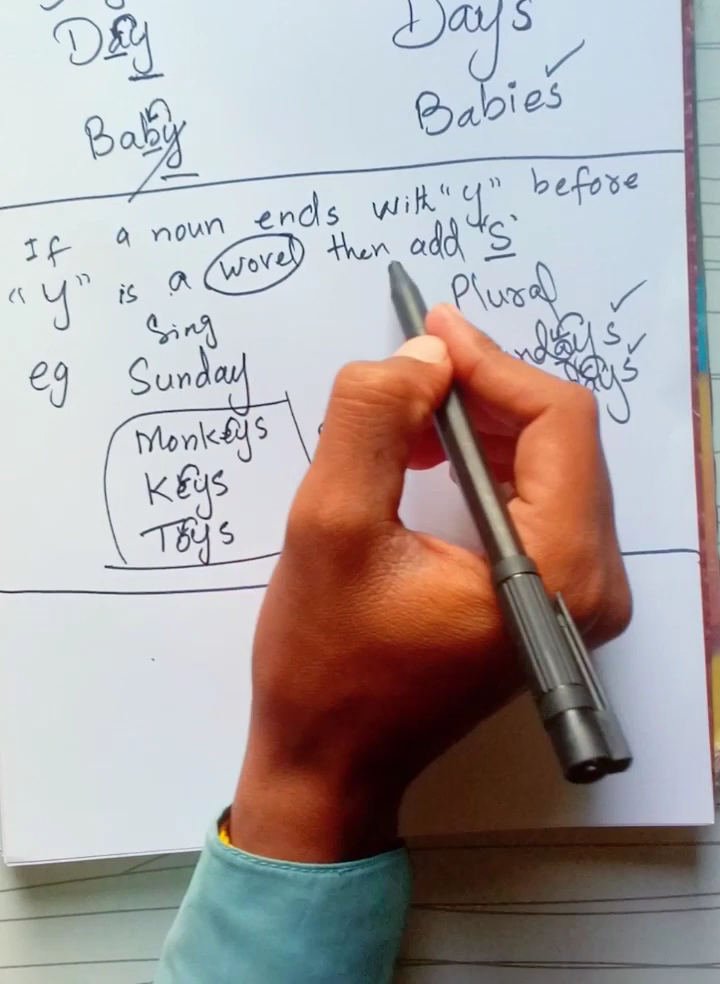 Day Days
Baby Babies
If a noun ends with "y" before
"y" is a wovel then add "S"
Sing Plural
eg Sunday
Monkeys
Keys
Toys